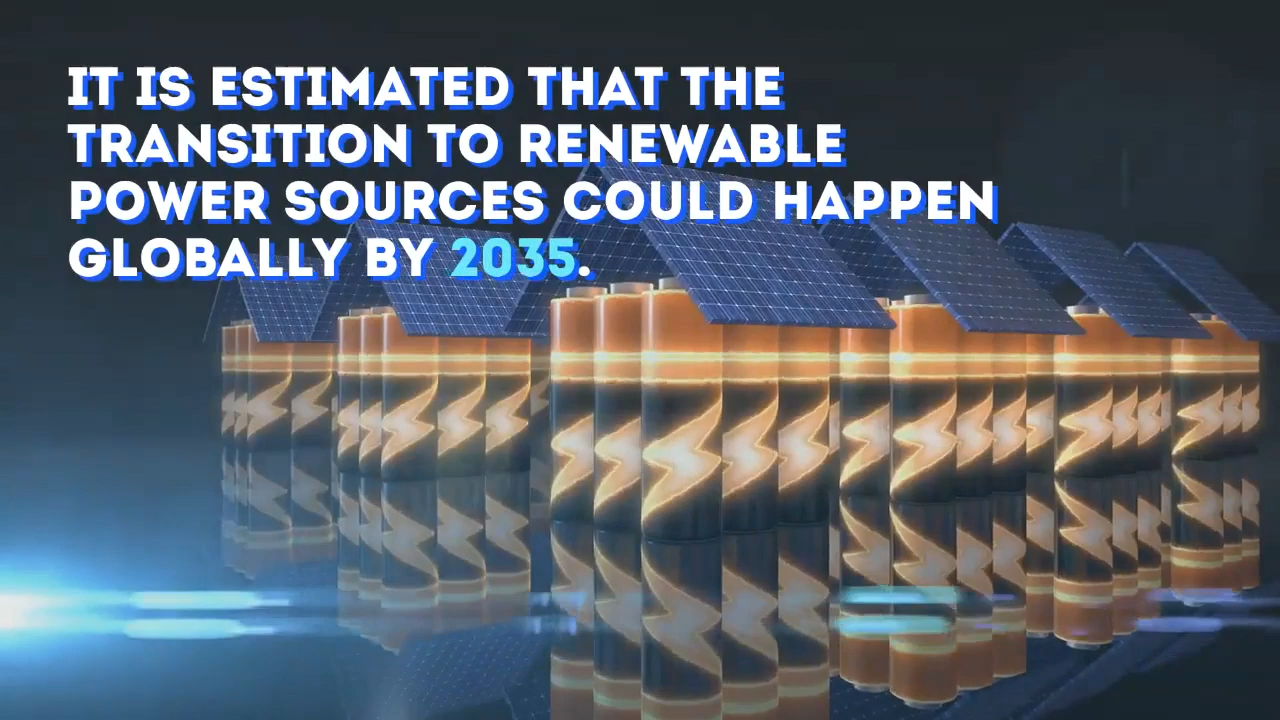 IT IS ESTIMATED THAT THE
TRANSITION TO RENEWABLE
POWER SOURCES COULD HAPPEN
GLOBALLY BY 2035.